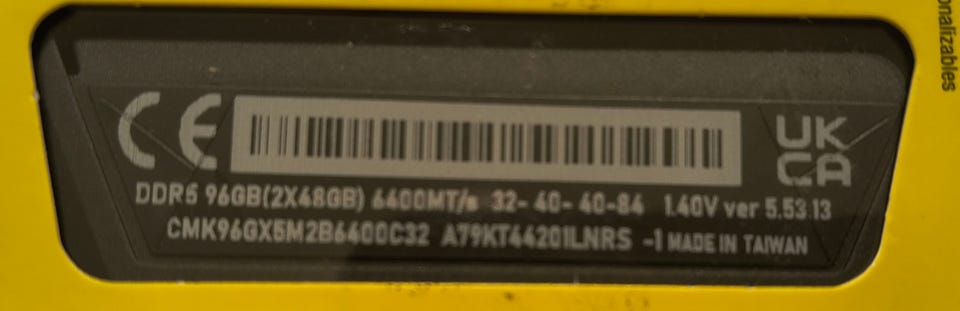 onalizables
CE
UK
CA
DDR5 96GB(2X48GB) 6400MT/s 32-40-40-84 1.40V ver 5.53.13
CMK96GX5M2B6400C32 A79KT44201LNRS -1 MADE IN TAIWAN